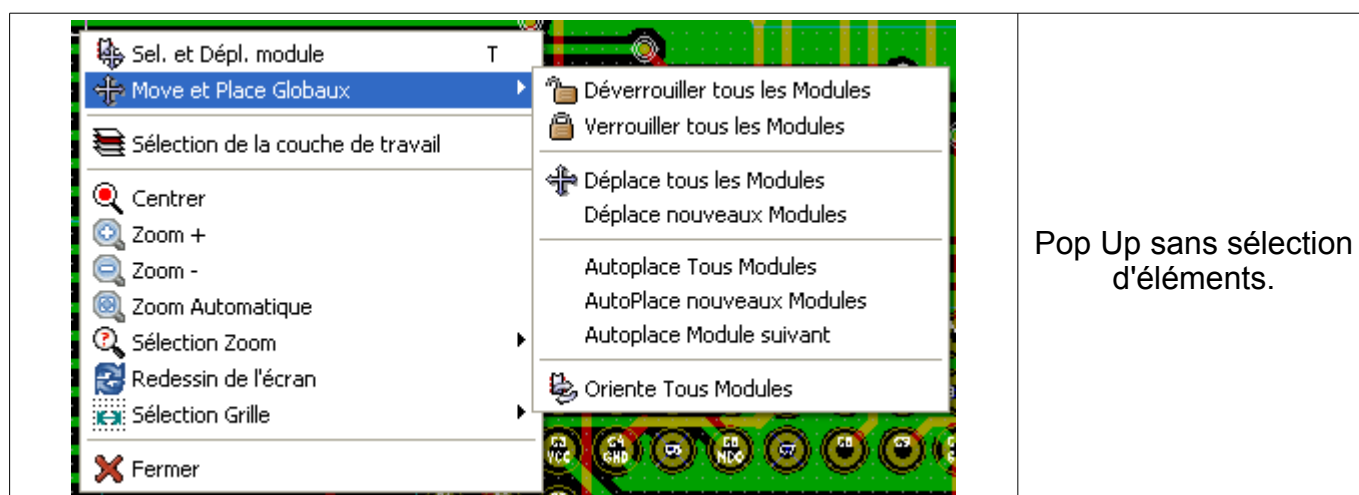 Sel. et Dépl. module T
Move et Place Globaux
Sélection de la couche de travail
Centrer
Zoom +
Zoom -
Zoom Automatique
Sélection Zoom
Redessin de l'écran
Sélection Grille
Fermer
Déverrouiller tous les Modules
Verrouiller tous les Modules
Déplace tous les Modules
Déplace nouveaux Modules
Autoplace Tous Modules
AutoPlace nouveaux Modules
Autoplace Module suivant
Oriente Tous Modules
Pop Up sans sélection
d'éléments.